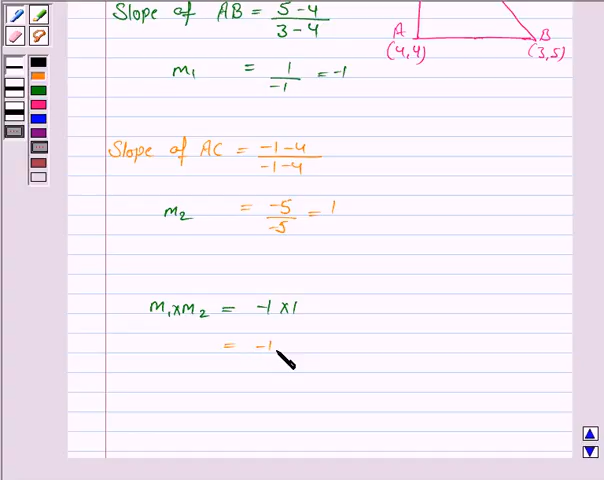 Slope of AB = 5-4 / 3-4
A
(4,4)
B
(3,5)
m₁ = 1 / -1 = -1
Slope of AC = -1-4 / -1-4
m₂ = -5 / -5 = 1
m₁×m₂ = -1×1
= -1